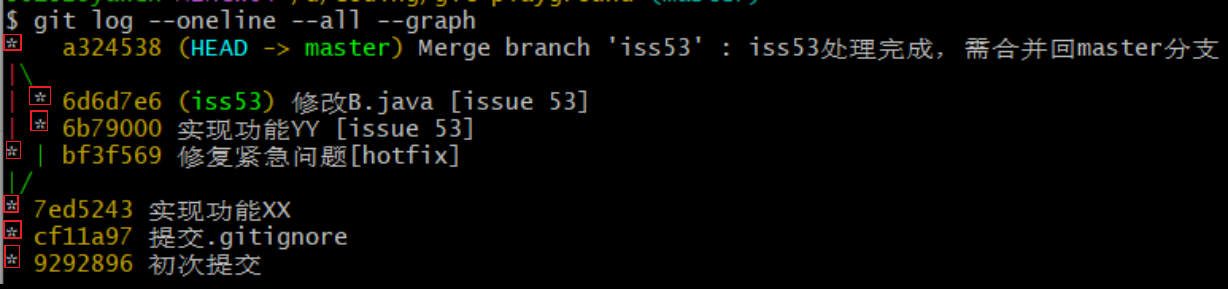 $ git log --oneline --all --graph
*   a324538 (HEAD -> master) Merge branch 'iss53' : iss53处理完成，需合并回master分支
|\
| * 6d6d7e6 (iss53) 修改B.java [issue 53]
| * 6b79000 实现功能YY [issue 53]
* | bf3f569 修复紧急问题[hotfix]
|/
* 7ed5243 实现功能XX
* cf11a97 提交.gitignore
* 9292896 初次提交